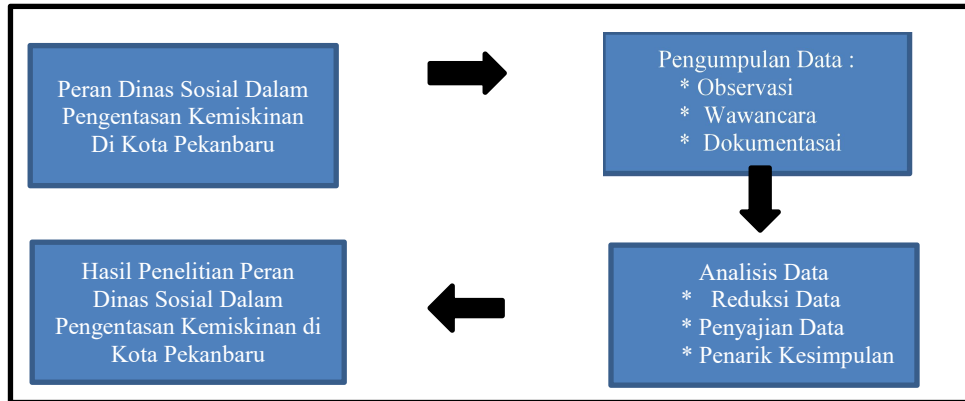 Peran Dinas Sosial Dalam
Pengentasan Kemiskinan
Di Kota Pekanbaru
Pengumpulan Data :
* Observasi
* Wawancara
* Dokumentasai
Analisis Data
* Reduksi Data
* Penyajian Data
* Penarik Kesimpulan
Hasil Penelitian Peran
Dinas Sosial Dalam
Pengentasan Kemiskinan di
Kota Pekanbaru